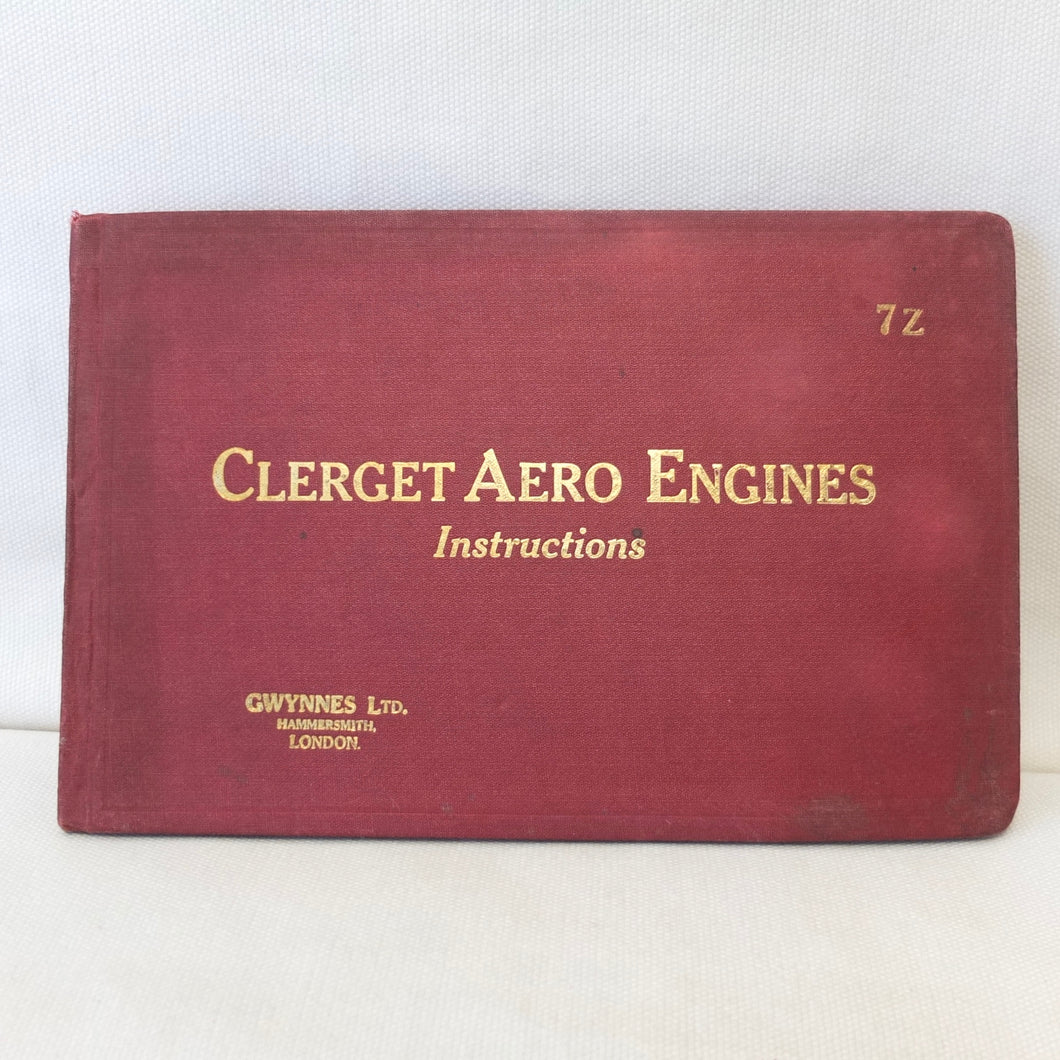 7Z
CLERGET AERO ENGINES
Instructions
GWYNNES LTD.
HAMMERSMITH,
LONDON.